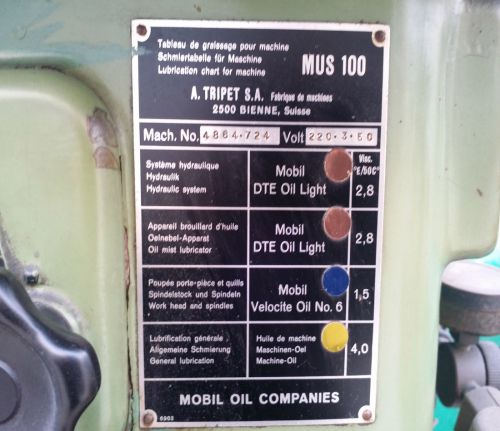 Tableau de graissage pour machine
Schmiertabelle für Maschine
Lubrication chart for machine
MUS 100
A. TRIPET S.A. Fabrique de machines
2500 BIENNE, Suisse
Mach. No. 4864·724 Volt 220·3·50
Visc. °E/50C°
Système hydraulique
Hydraulik
Hydraulic system
Mobil
DTE Oil Light
2,8
Appareil brouillard d'huile
Oelnebel-Apparat
Oil mist lubricator
Mobil
DTE Oil Light
2,8
Poupée porte-pièce et quills
Spindelstock und Spindeln
Work head and spindles
Mobil
Velocite Oil No. 6
1,5
Lubrification générale
Allgemeine Schmierung
General lubrication
Huile de machine
Maschinen-Oel
Machine-Oil
4,0
MOBIL OIL COMPANIES